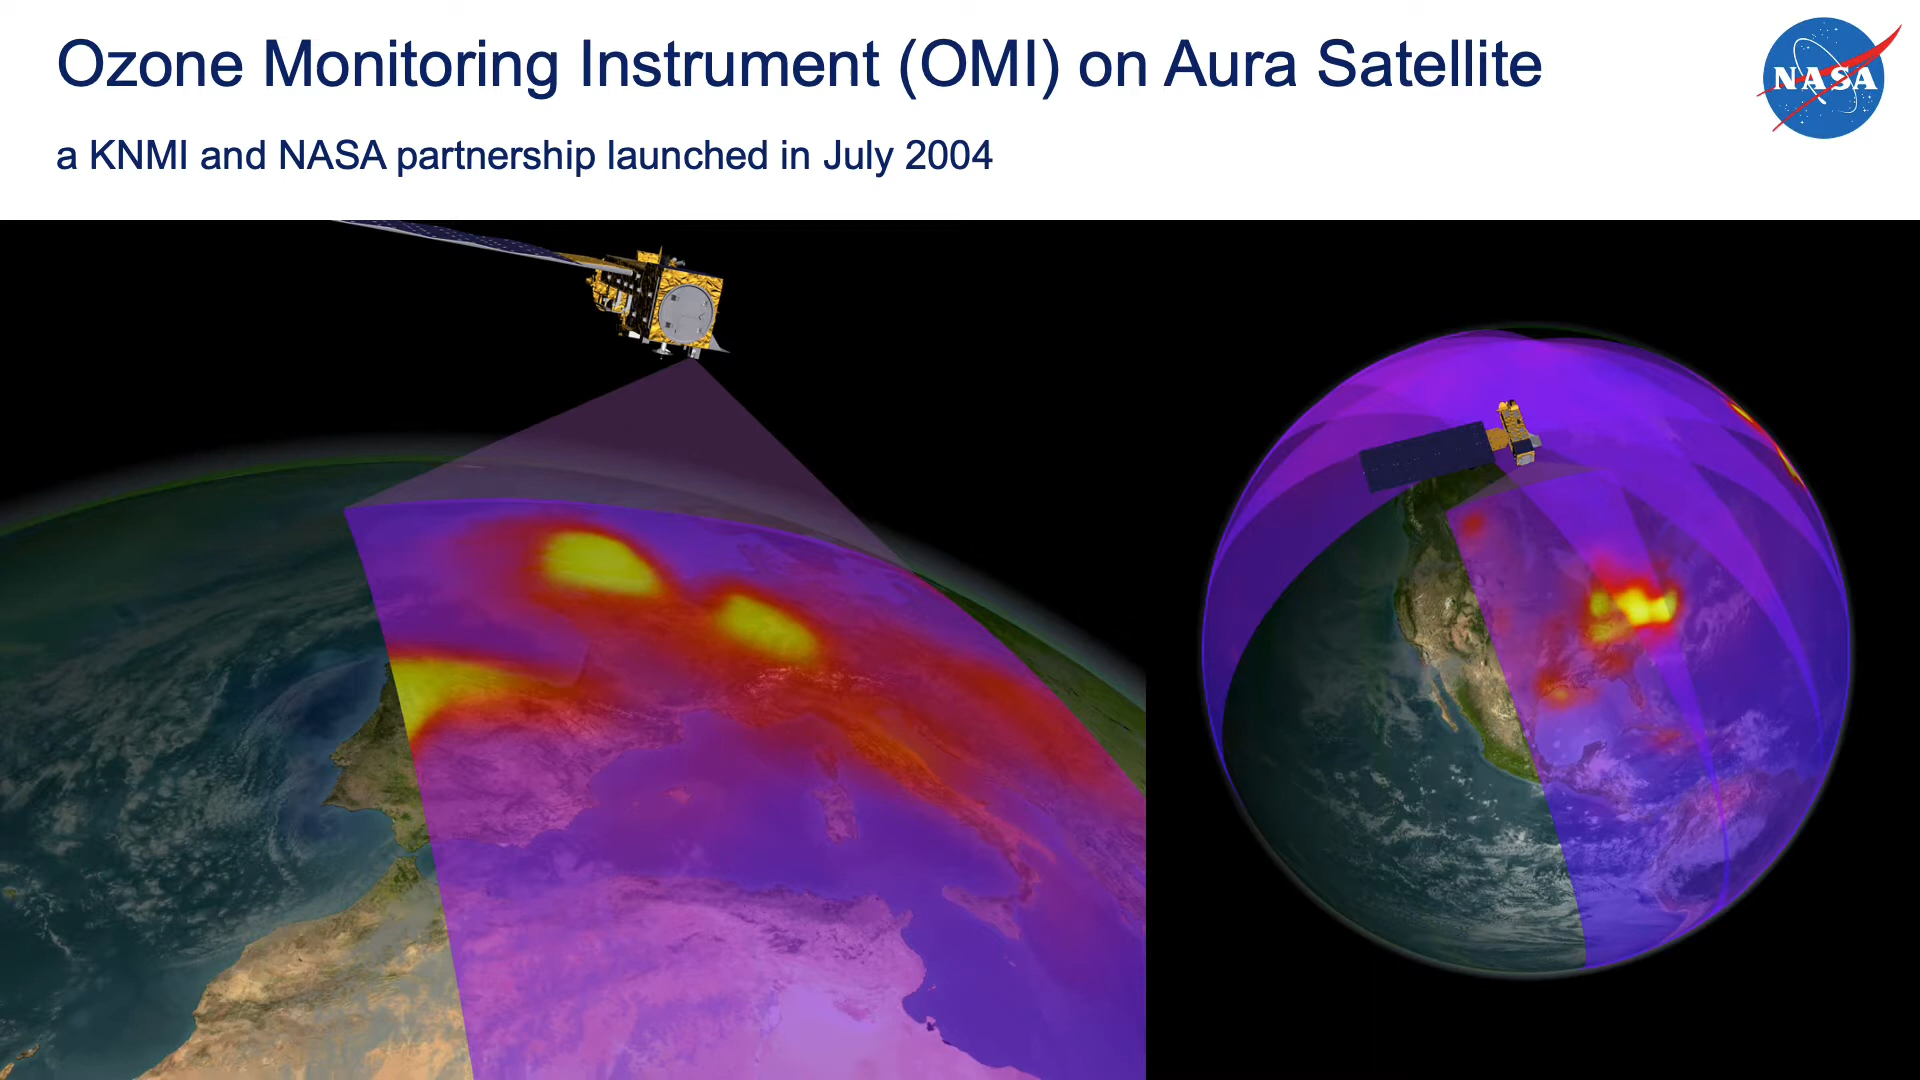 Ozone Monitoring Instrument (OMI) on Aura Satellite
NASA
a KNMI and NASA partnership launched in July 2004